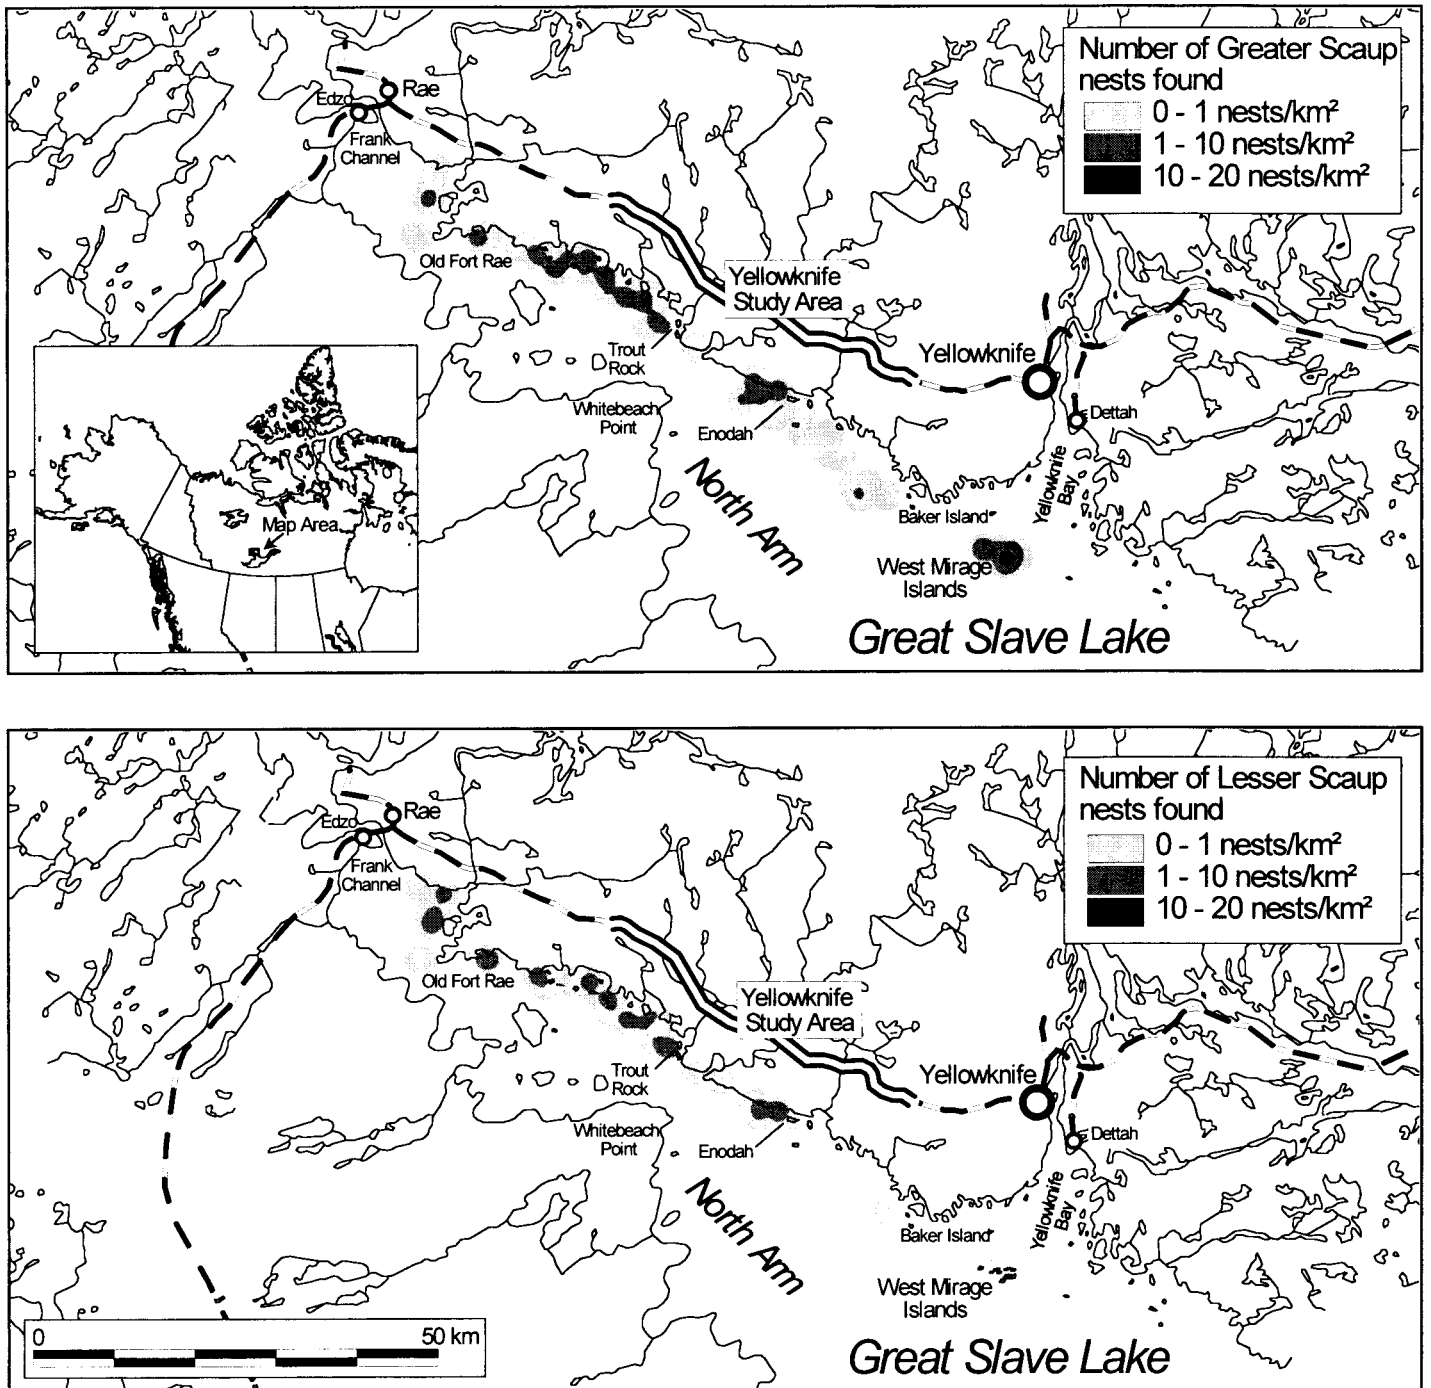 Number of Greater Scaup
nests found
0 - 1 nests/km²
1 - 10 nests/km²
10 - 20 nests/km²
Rae
Edzo
Frank
Channel
Old Fort Rae
Yellowknife
Study Area
Trout
Rock
Yellowknife
Whitebeach
Point
Enodah
Dettah
North Arm
Yellowknife
Bay
Baker Island
West Mirage
Islands
Great Slave Lake
Map Area
Number of Lesser Scaup
nests found
0 - 1 nests/km²
1 - 10 nests/km²
10 - 20 nests/km²
Rae
Edzo
Frank
Channel
Old Fort Rae
Yellowknife
Study Area
Trout
Rock
Yellowknife
Whitebeach
Point
Enodah
Dettah
North Arm
Yellowknife
Bay
Baker Island
West Mirage
Islands
Great Slave Lake
0 50 km